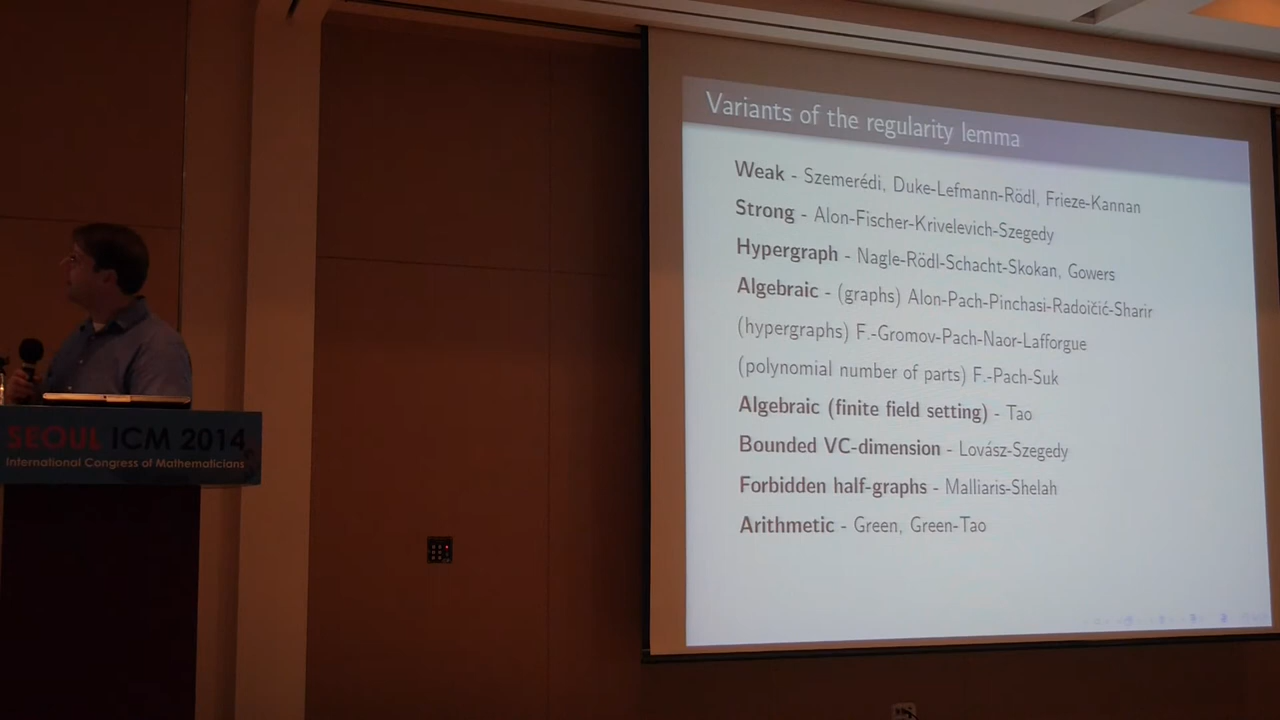 Variants of the regularity lemma
Weak - Szemerédi, Duke-Lefmann-Rödl, Frieze-Kannan
Strong - Alon-Fischer-Krivelevich-Szegedy
Hypergraph - Nagle-Rödl-Schacht-Skokan, Gowers
Algebraic - (graphs) Alon-Pach-Pinchasi-Radoičić-Sharir
(hypergraphs) F.-Gromov-Pach-Naor-Lafforgue
(polynomial number of parts) F.-Pach-Suk
Algebraic (finite field setting) - Tao
Bounded VC-dimension - Lovász-Szegedy
Forbidden half-graphs - Malliaris-Shelah
Arithmetic - Green, Green-Tao
SEOUL ICM 2014
International Congress of Mathematicians